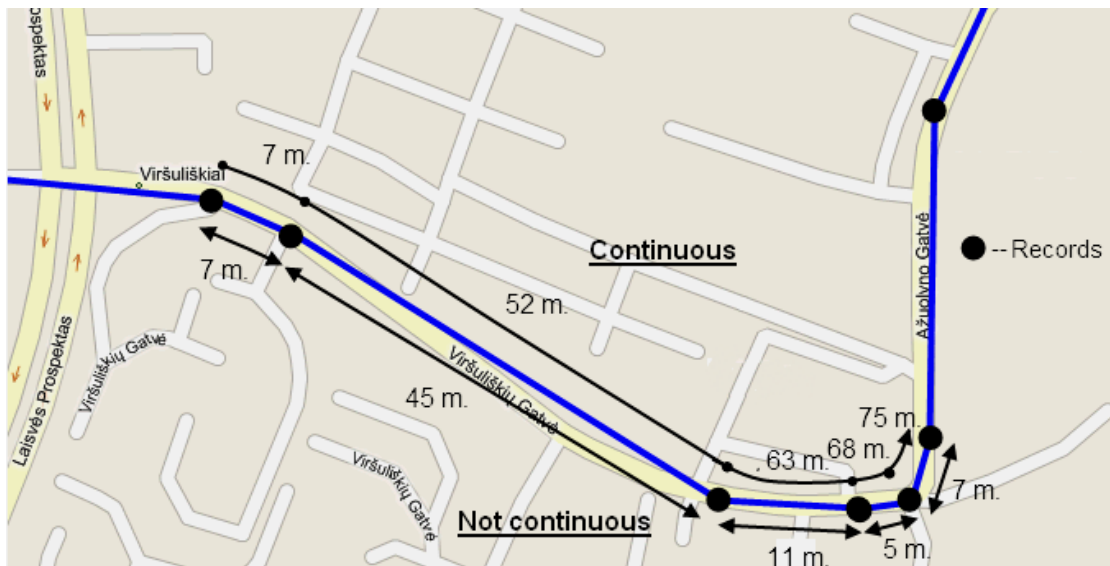 Prospektas
Viršuliškiai
7 m.
Continuous
-- Records
7 m.
52 m.
Ažuolyno Gatvė
Viršuliškių Gatvė
Laisvės Prospektas
Viršuliškių Gatvė
45 m.
75 m.
68 m.
63 m.
Viršuliškių Gatvė
7 m.
Not continuous
11 m.
5 m.